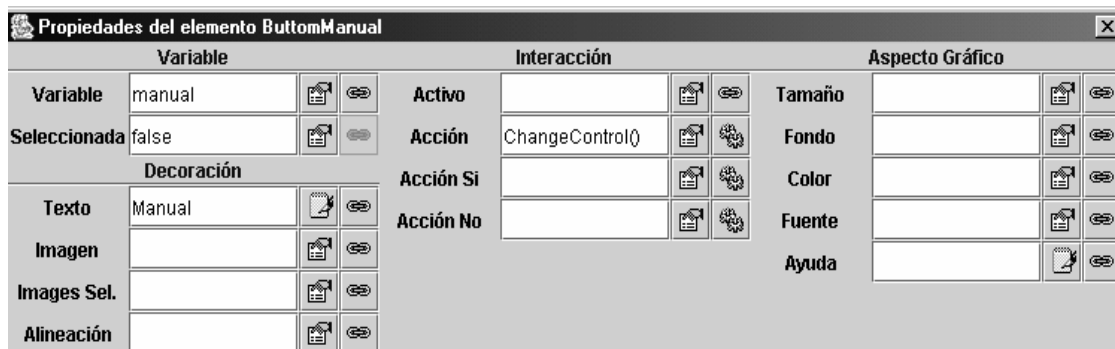 Propiedades del elemento ButtomManual
Variable
Variable manual
Seleccionada false
Decoración
Texto Manual
Imagen
Images Sel.
Alineación
Interacción
Activo
Acción ChangeControl()
Acción Si
Acción No
Aspecto Gráfico
Tamaño
Fondo
Color
Fuente
Ayuda